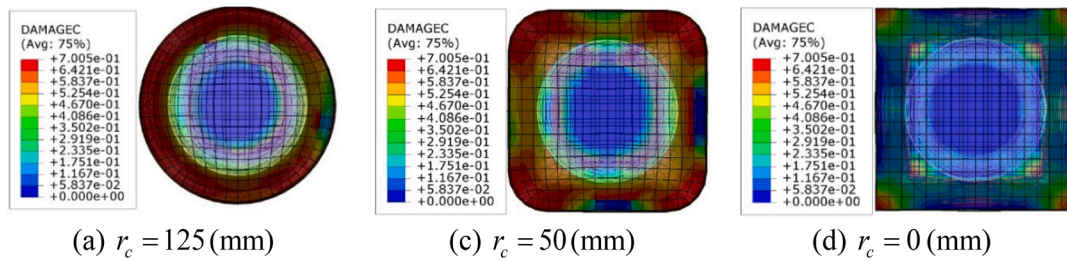 DAMAGEC
(Avg: 75%)
+7.005e-01
+6.421e-01
+5.837e-01
+5.254e-01
+4.670e-01
+4.086e-01
+3.502e-01
+2.919e-01
+2.335e-01
+1.751e-01
+1.167e-01
+5.837e-02
+0.000e+00
(a) r_c = 125 (mm)
DAMAGEC
(Avg: 75%)
+7.005e-01
+6.421e-01
+5.837e-01
+5.254e-01
+4.670e-01
+4.086e-01
+3.502e-01
+2.919e-01
+2.335e-01
+1.751e-01
+1.167e-01
+5.837e-02
+0.000e+00
(c) r_c = 50 (mm)
DAMAGEC
(Avg: 75%)
+7.005e-01
+6.421e-01
+5.837e-01
+5.254e-01
+4.670e-01
+4.086e-01
+3.502e-01
+2.919e-01
+2.335e-01
+1.751e-01
+1.167e-01
+5.837e-02
+0.000e+00
(d) r_c = 0 (mm)